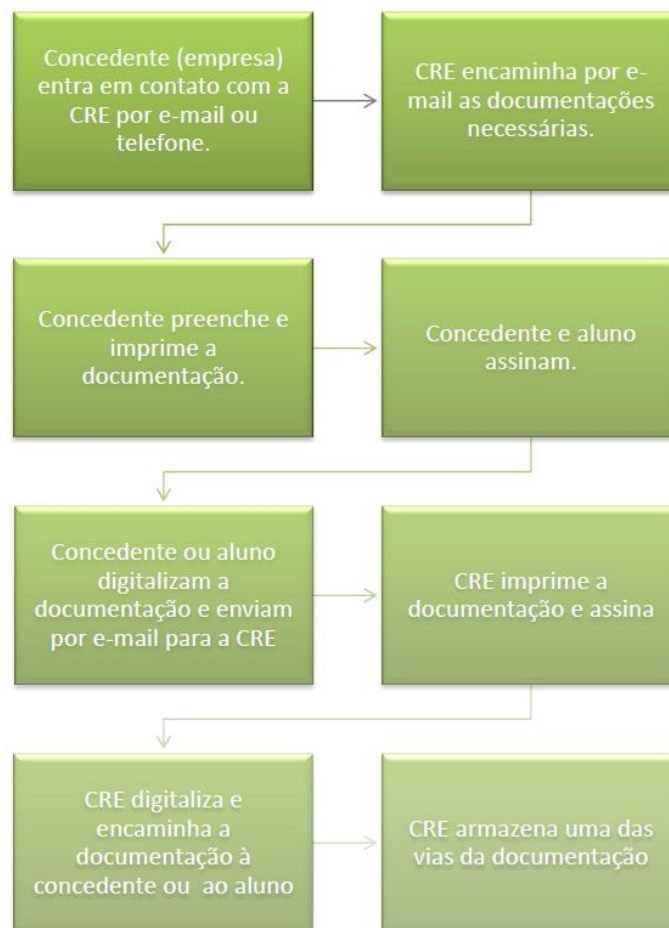 Concedente (empresa)
entra em contato com a
CRE por e-mail ou
telefone.
CRE encaminha por e-
mail as documentações
necessárias.
Concedente preenche e
imprime a
documentação.
Concedente e aluno
assinam.
Concedente ou aluno
digitalizam a
documentação e enviam
por e-mail para a CRE
CRE imprime a
documentação e assina
CRE digitaliza e
encaminha a
documentação à
concedente ou ao aluno
CRE armazena uma das
vias da documentação